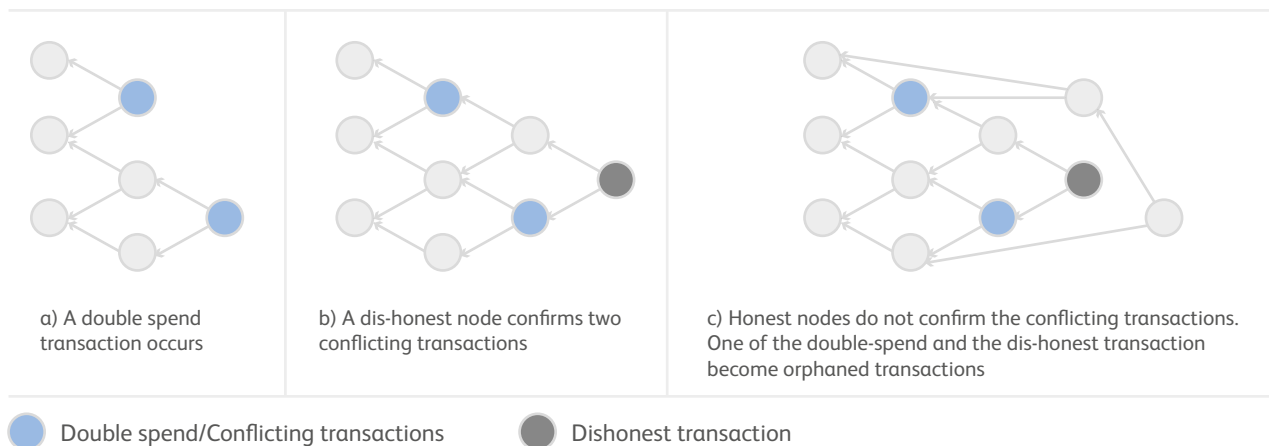 a) A double spend
transaction occurs
b) A dis-honest node confirms two
conflicting transactions
c) Honest nodes do not confirm the conflicting transactions.
One of the double-spend and the dis-honest transaction
become orphaned transactions
Double spend/Conflicting transactions
Dishonest transaction